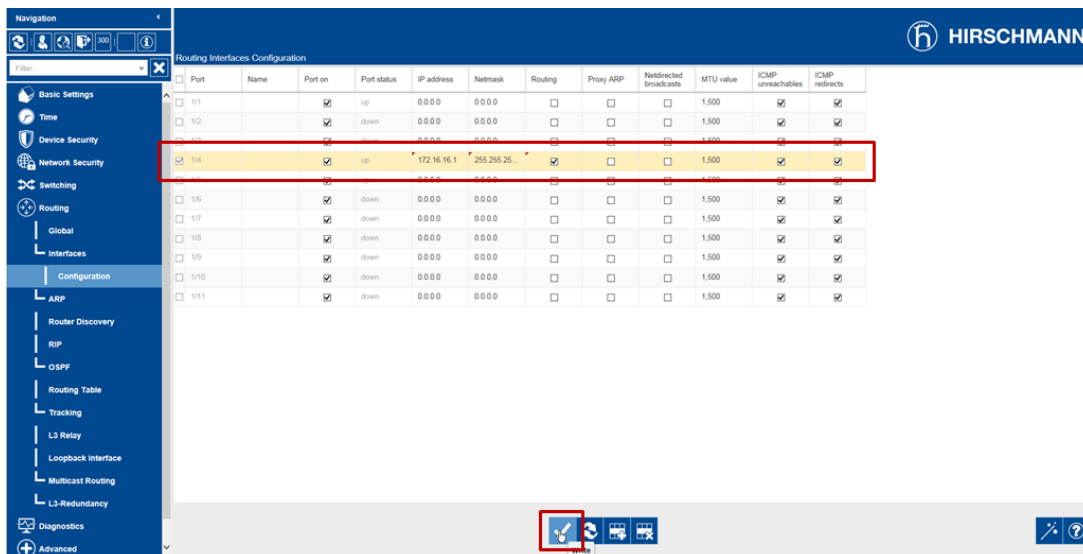 Navigation
300
HIRSCHMANN
Filter...
Routing Interfaces Configuration
Port Name Port on Port status IP address Netmask Routing Proxy ARP Netdirected broadcasts MTU value ICMP unreachables ICMP redirects
1/1 up 0.0.0.0 0.0.0.0 1,500
1/2 down 0.0.0.0 0.0.0.0 1,500
1/4 up 172.16.16.1 255.255.25... 1,500
1/6 down 0.0.0.0 0.0.0.0 1,500
1/7 down 0.0.0.0 0.0.0.0 1,500
1/8 down 0.0.0.0 0.0.0.0 1,500
1/9 down 0.0.0.0 0.0.0.0 1,500
1/10 down 0.0.0.0 0.0.0.0 1,500
1/11 down 0.0.0.0 0.0.0.0 1,500
Basic Settings
Time
Device Security
Network Security
Switching
Routing
Global
Interfaces
Configuration
ARP
Router Discovery
RIP
OSPF
Routing Table
Tracking
L3 Relay
Loopback Interface
Multicast Routing
L3-Redundancy
Diagnostics
Advanced
Write